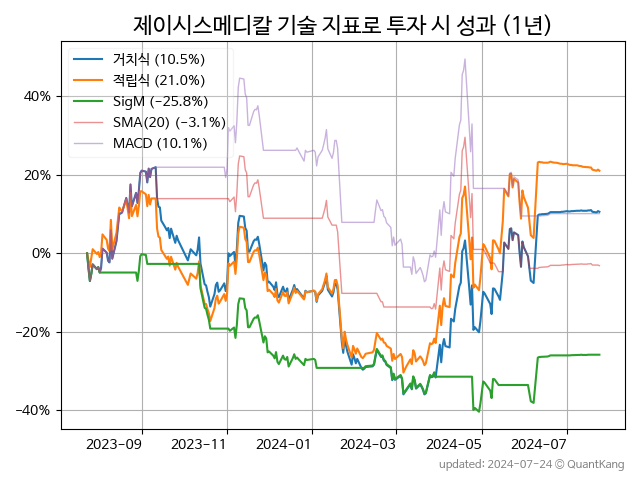 제이시스메디칼 기술 지표로 투자 시 성과 (1년)
거치식 (10.5%)
적립식 (21.0%)
SigM (−25.8%)
SMA(20) (−3.1%)
MACD (10.1%)
40%
20%
0%
−20%
−40%
2023−09 2023−11 2024−01 2024−03 2024−05 2024−07
updated: 2024-07-24 © QuantKang